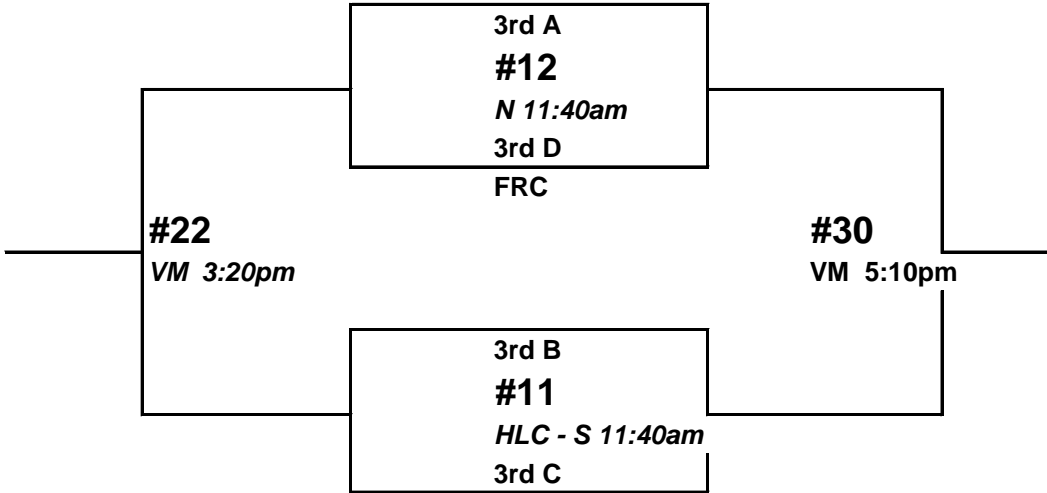 3rd A
#12
N 11:40am
3rd D
FRC
#22
VM 3:20pm
#30
VM 5:10pm
3rd B
#11
HLC - S 11:40am
3rd C